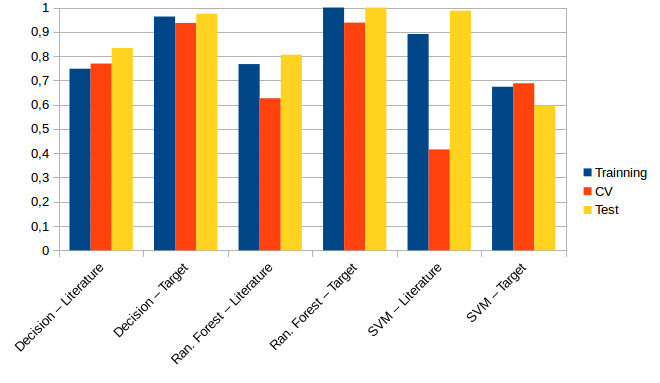 1
0,9
0,8
0,7
0,6
0,5
0,4
0,3
0,2
0,1
0
Trainning
CV
Test
Decision – Literature
Decision – Target
Ran. Forest – Literature
Ran. Forest – Target
SVM – Literature
SVM – Target